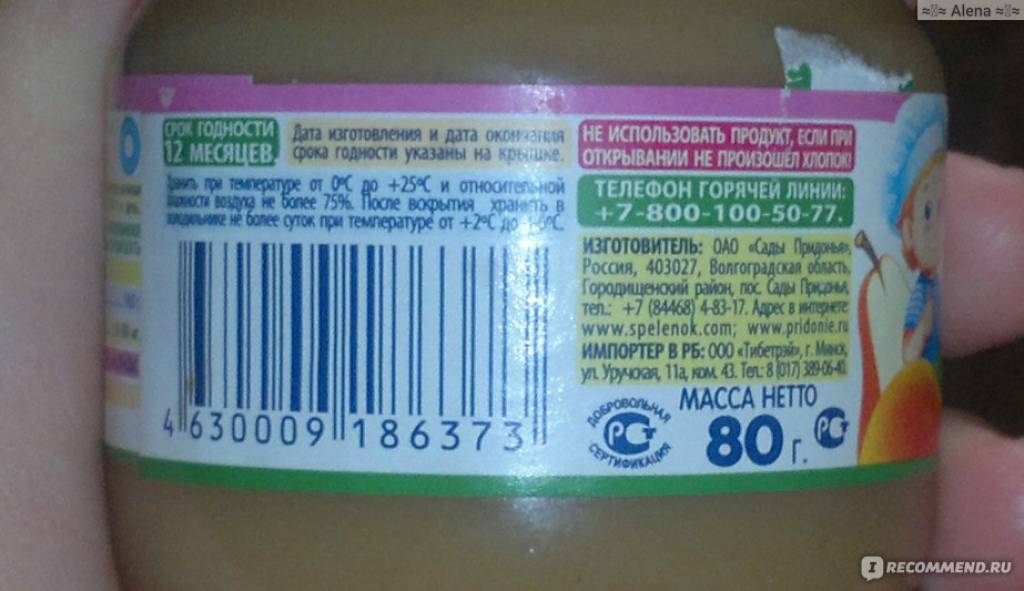 ≈ Alena ≈
СРОК ГОДНОСТИ
12 МЕСЯЦЕВ.
Дата изготовления и дата окончания
срока годности указаны на крышке.
Хранить при температуре от 0°С до +25°С и относительной
влажности воздуха не более 75%. После вскрытия хранить в
холодильнике не более суток при температуре от +2°С до +6°С.
4 630009 186373
НЕ ИСПОЛЬЗОВАТЬ ПРОДУКТ, ЕСЛИ ПРИ
ОТКРЫВАНИИ НЕ ПРОИЗОШЁЛ ХЛОПОК!
ТЕЛЕФОН ГОРЯЧЕЙ ЛИНИИ:
+7-800-100-50-77.
ИЗГОТОВИТЕЛЬ: ОАО «Сады Придонья»,
Россия, 403027, Волгоградская область,
Городищенский район, пос. Сады Придонья,
тел.: +7 (84468) 4-83-17. Адрес в интернете:
www.spelenok.com; www.pridonie.ru
ИМПОРТЕР В РБ: ООО «Тибетрэй», г. Минск,
ул. Уручская, 11а, ком. 43. Тел.: 8 (017) 389-06-40.
ДОБРОВОЛЬНАЯ
РСТ
СЕРТИФИКАЦИЯ
МАССА НЕТТО
80 г.
РСТ
I RECOMMEND.RU